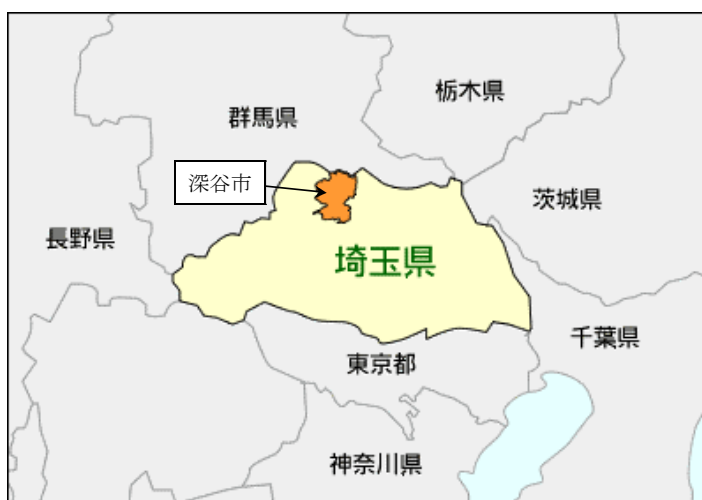 栃木県
群馬県
深谷市
茨城県
長野県
埼玉県
千葉県
東京都
神奈川県